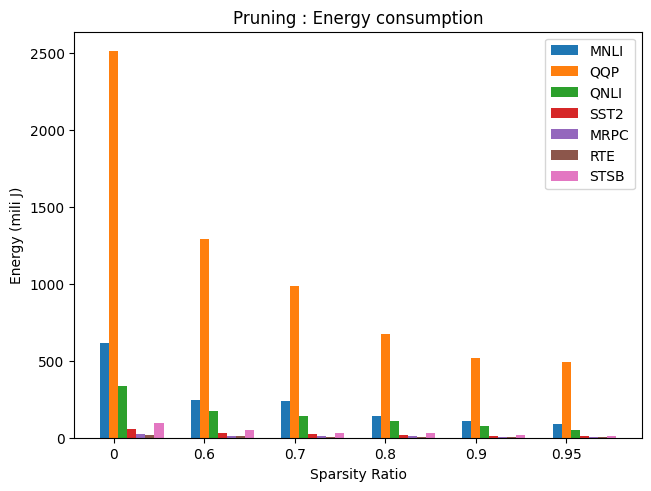 Pruning : Energy consumption
Energy (mili J)
2500
2000
1500
1000
500
0
MNLI
QQP
QNLI
SST2
MRPC
RTE
STSB
0 0.6 0.7 0.8 0.9 0.95
Sparsity Ratio